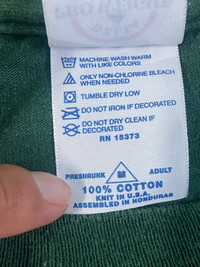 MACHINE WASH WARM
WITH LIKE COLORS
ONLY NON-CHLORINE BLEACH
WHEN NEEDED
TUMBLE DRY LOW
DO NOT IRON IF DECORATED
DO NOT DRY CLEAN IF
DECORATED
RN 15373
PRESHRUNK M ADULT
100% COTTON
KNIT IN U.S.A.
ASSEMBLED IN HONDURAS